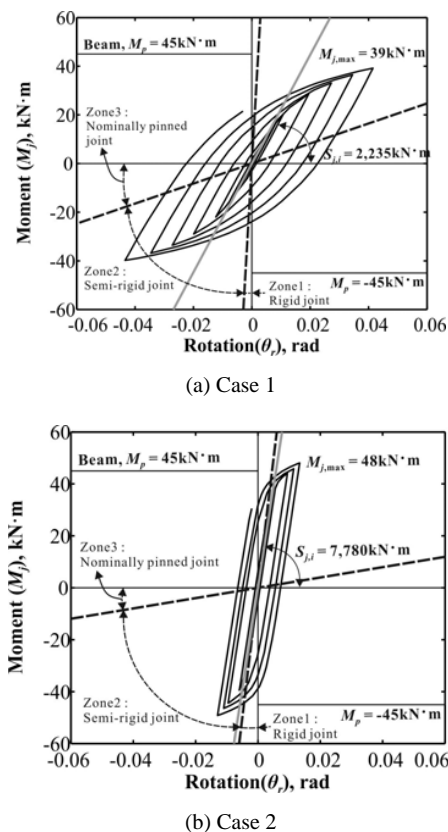 60
Beam, Mp = 45kN·m
Mj,max = 39kN·m
40
Zone3 :
Nominally pinned
joint
20
0
Sj,i = 2,235kN·m
-20
-40
Zone2 :
Semi-rigid joint
Zone1 :
Rigid joint
Mp = -45kN·m
-60
-0.06 -0.04 -0.02 0 0.02 0.04 0.06
Moment (Mj), kN·m
Rotation(θr), rad
(a) Case 1
60
Beam, Mp = 45kN·m
Mj,max = 48kN·m
40
Zone3 :
Nominally pinned joint
20
Sj,i = 7,780kN·m
0
-20
-40
Zone2 :
Semi-rigid joint
Zone1 :
Rigid joint
Mp = -45kN·m
-60
-0.06 -0.04 -0.02 0 0.02 0.04 0.06
Moment (Mj), kN·m
Rotation(θr), rad
(b) Case 2